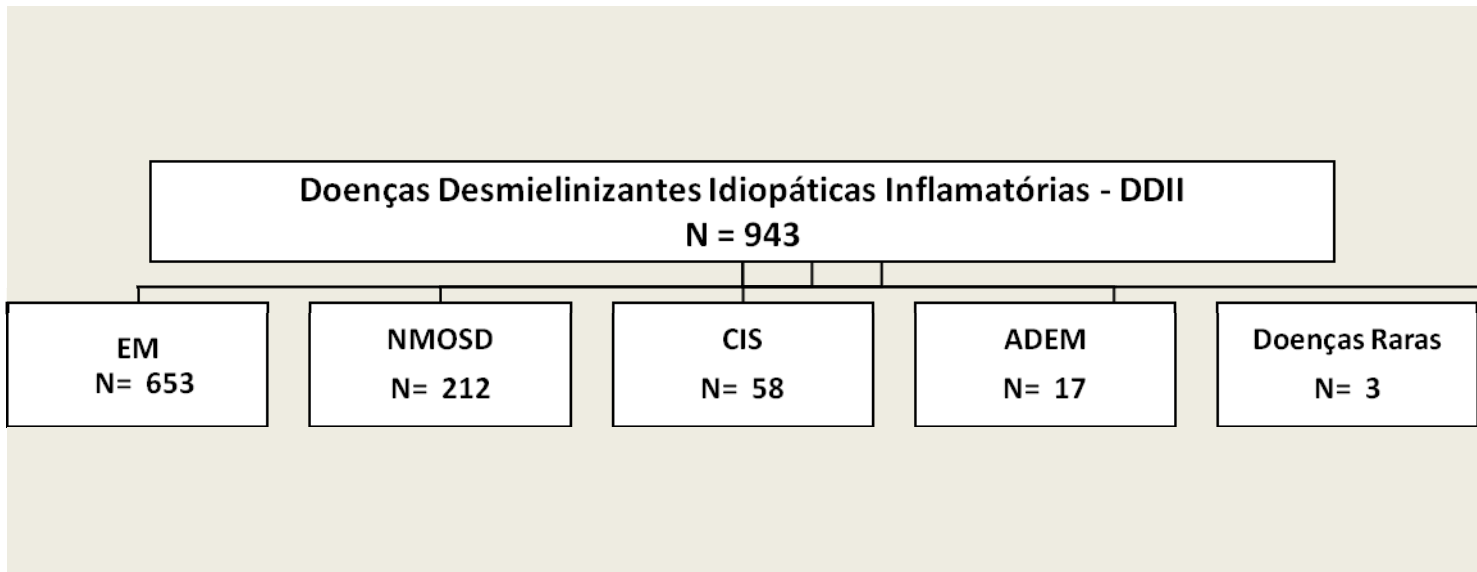 Doenças Desmielinizantes Idiopáticas Inflamatórias - DDII
N = 943
EM
N= 653
NMOSD
N= 212
CIS
N= 58
ADEM
N= 17
Doenças Raras
N= 3